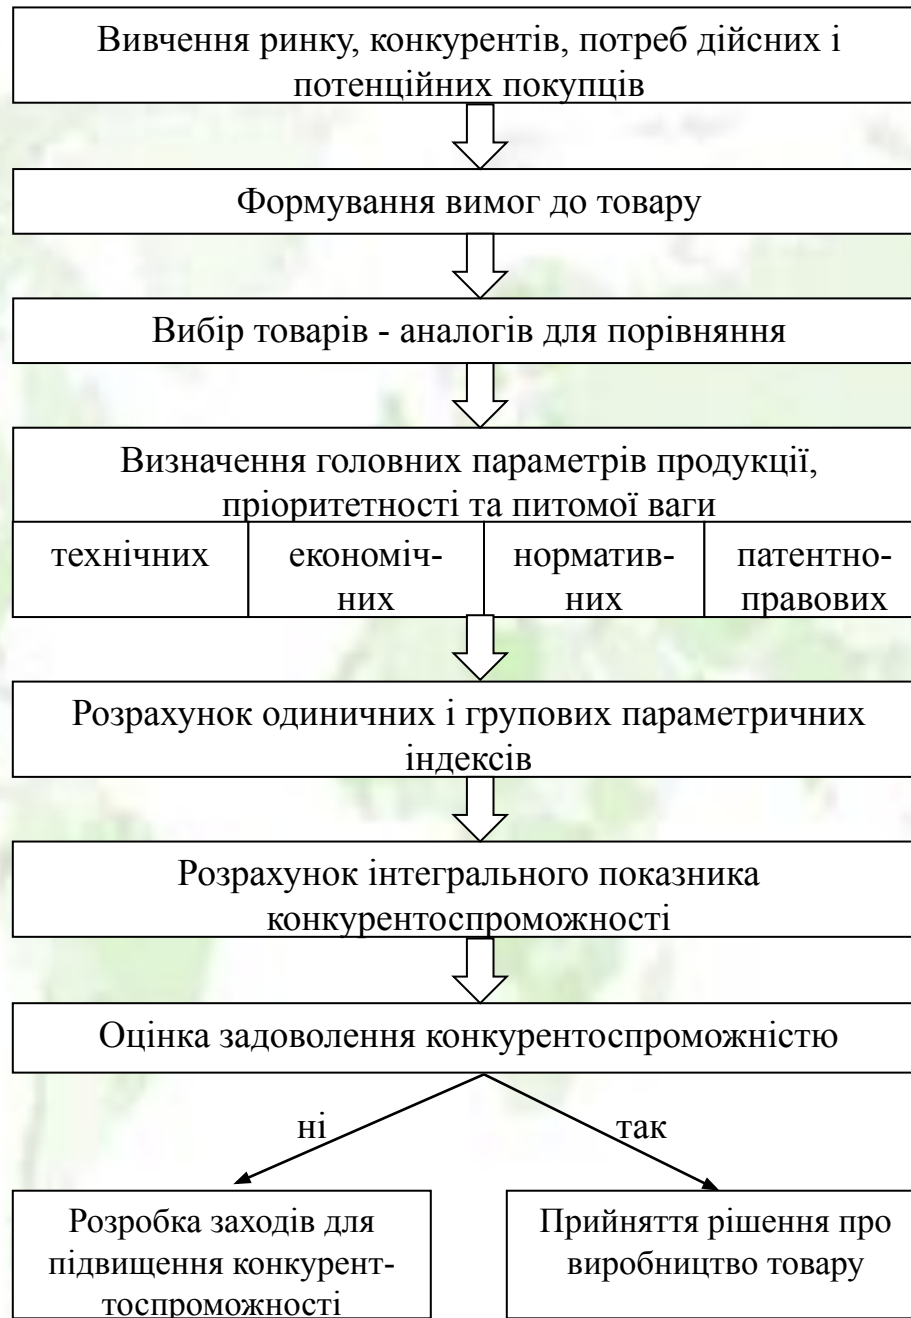 Вивчення ринку, конкурентів, потреб дійсних і
потенційних покупців
Формування вимог до товару
Вибір товарів - аналогів для порівняння
Визначення головних параметрів продукції,
пріоритетності та питомої ваги
технічних
економіч-
них
норматив-
них
патентно-
правових
Розрахунок одиничних і групових параметричних
індексів
Розрахунок інтегрального показника
конкурентоспроможності
Оцінка задоволення конкурентоспроможністю
ні
так
Розробка заходів для
підвищення конкурент-
тоспроможності
Прийняття рішення про
виробництво товару